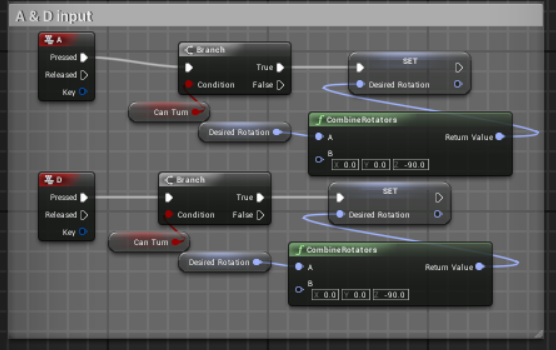 A & D input
A
Pressed
Released
Key
Branch
True
Condition
False
Can Turn
SET
Desired Rotation
Desired Rotation
CombineRotators
A
Return Value
B
X 0.0 Y 0.0 Z -90.0
D
Pressed
Released
Key
Branch
True
Condition
False
Can Turn
SET
Desired Rotation
Desired Rotation
CombineRotators
A
Return Value
B
X 0.0 Y 0.0 Z -90.0